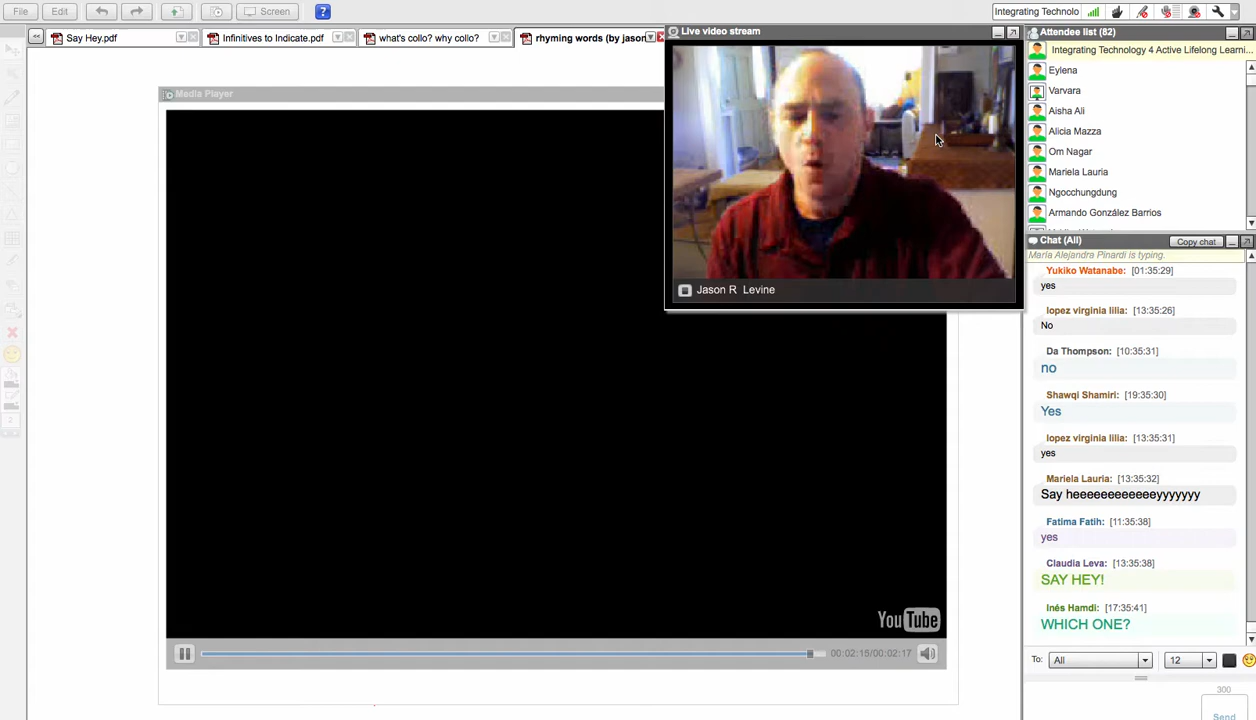 File
Edit
Screen
?
Integrating Technolo
<<
Say Hey.pdf
Infinitives to Indicate.pdf
what's collo? why collo?
rhyming words (by jason
Live video stream
Media Player
Jason R Levine
YouTube
00:02:15/00:02:17
Attendee list (82)
Integrating Technology 4 Active Lifelong Learni...
Eylena
Varvara
Aisha Ali
Alicia Mazza
Om Nagar
Mariela Lauria
Ngocchungdung
Armando González Barrios
Chat (All)
Copy chat
María Alejandra Pinardi is typing.
Yukiko Watanabe: [01:35:29]
yes
lopez virginia lilia: [13:35:26]
No
Da Thompson: [10:35:31]
no
Shawqi Shamiri: [19:35:30]
Yes
lopez virginia lilia: [13:35:31]
yes
Mariela Lauria: [13:35:32]
Say heeeeeeeeeeeeyyyyyyy
Fatima Fatih: [11:35:38]
yes
Claudia Leva: [13:35:38]
SAY HEY!
Inés Hamdi: [17:35:41]
WHICH ONE?
To:
All
12
300
Send